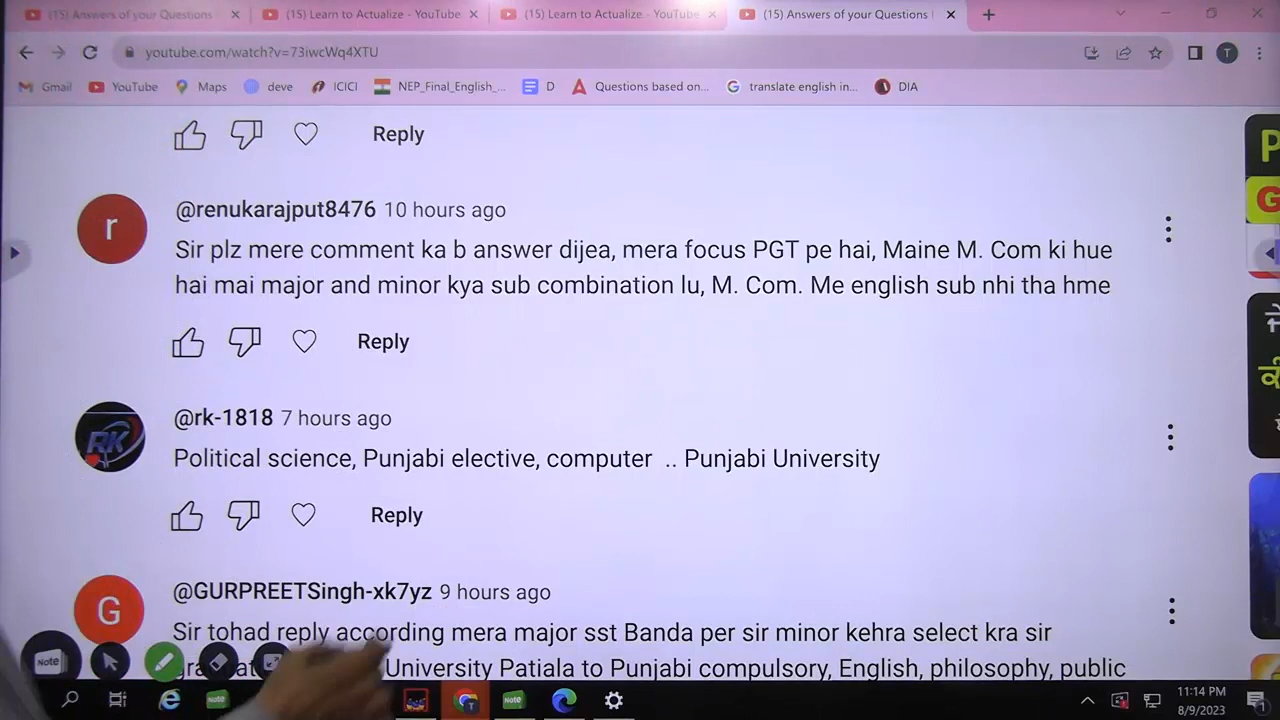 (15) Answers of your Questions
(15) Learn to Actualize - YouTube
(15) Learn to Actualize - YouTube
(15) Answers of your Questions
youtube.com/watch?v=73iwcWq4XTU
T
Gmail
YouTube
Maps
deve
ICICI
NEP_Final_English_...
D
Questions based on...
translate english in...
DIA
Reply
r
@renukarajput8476 10 hours ago
Sir plz mere comment ka b answer dijea, mera focus PGT pe hai, Maine M. Com ki hue
hai mai major and minor kya sub combination lu, M. Com. Me english sub nhi tha hme
Reply
RK
@rk-1818 7 hours ago
Political science, Punjabi elective, computer .. Punjabi University
Reply
G
@GURPREETSingh-xk7yz 9 hours ago
Sir tohad reply according mera major sst Banda per sir minor kehra select kra sir
University Patiala to Punjabi compulsory, English, philosophy, public
Note
Note
Note
11:14 PM
8/9/2023
1
P
G